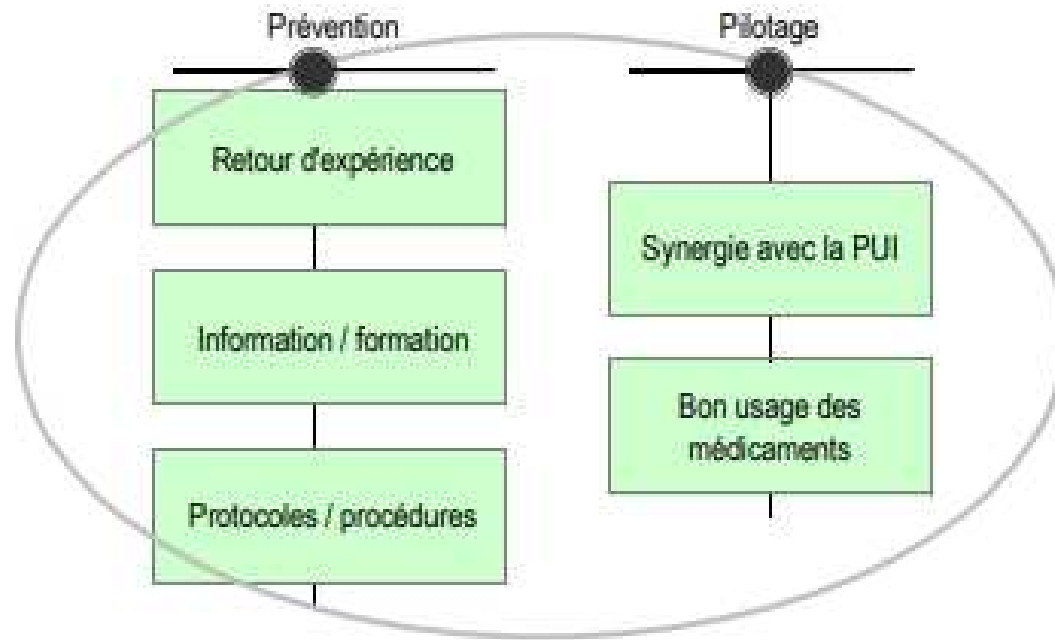 Prévention
Retour d'expérience
Information / formation
Protocoles / procédures
Pilotage
Synergie avec la PUI
Bon usage des
médicaments